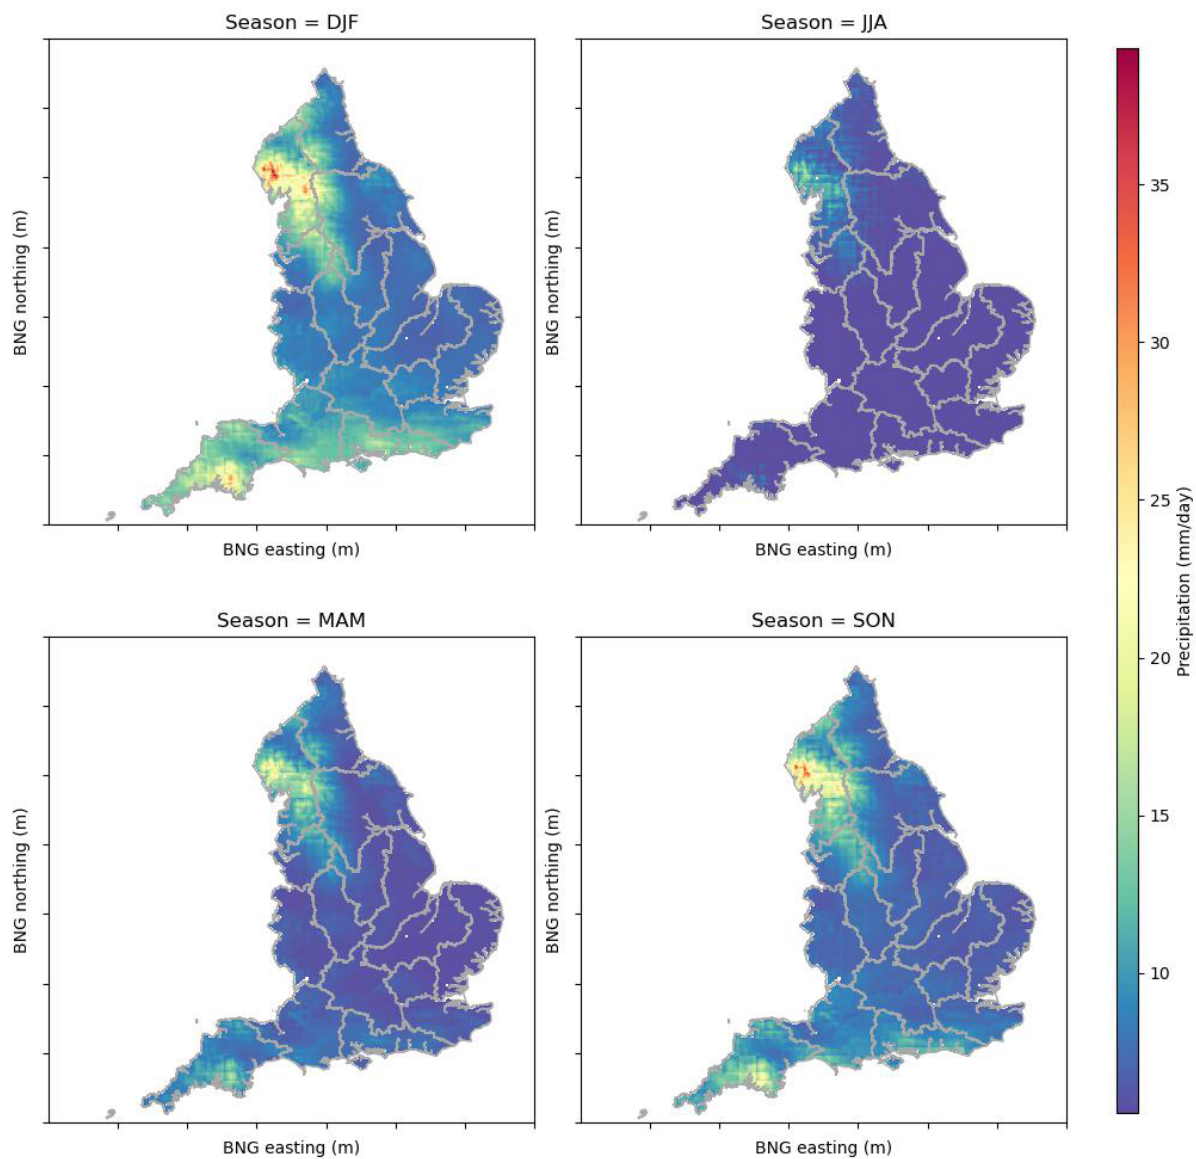 Season = DJF
Season = JJA
BNG northing (m)
BNG easting (m)
BNG northing (m)
BNG easting (m)
Season = MAM
Season = SON
BNG northing (m)
BNG easting (m)
BNG northing (m)
BNG easting (m)
35
30
25
20
15
10
Precipitation (mm/day)